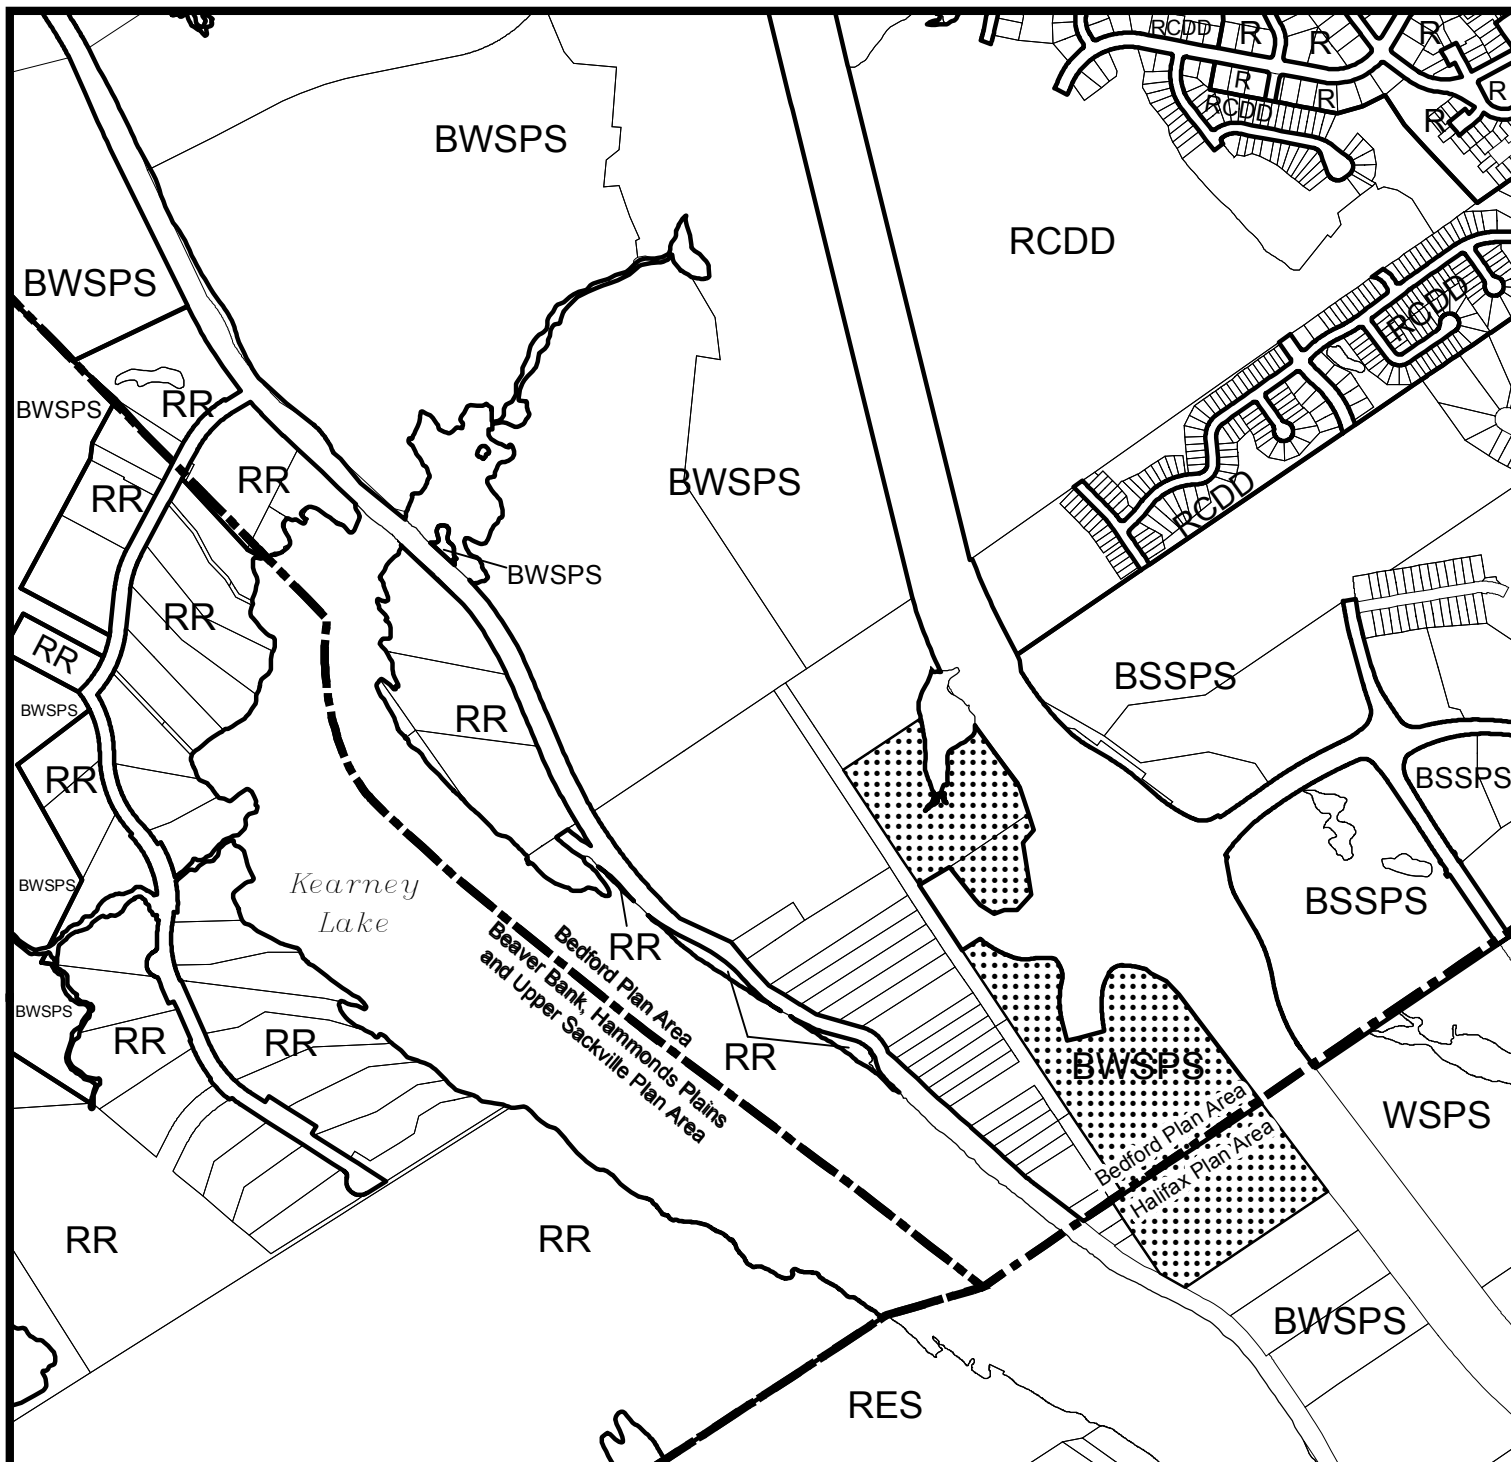 RCDD
R
R
R
R
R
R
RCDD
R
BWSPS
RCDD
BWSPS
RCDD
BWSPS
RR
RR
BWSPS
RR
RCDD
BWSPS
RR
RR
BSSPS
BWSPS
RR
RR
BSSPS
BWSPS
Kearney
Lake
BSSPS
RR
Bedford Plan Area
Beaver Bank, Hammonds Plains
and Upper Sackville Plan Area
BWSPS
RR
RR
RR
BWSPS
WSPS
Bedford Plan Area
Halifax Plan Area
RR
RR
BWSPS
RES